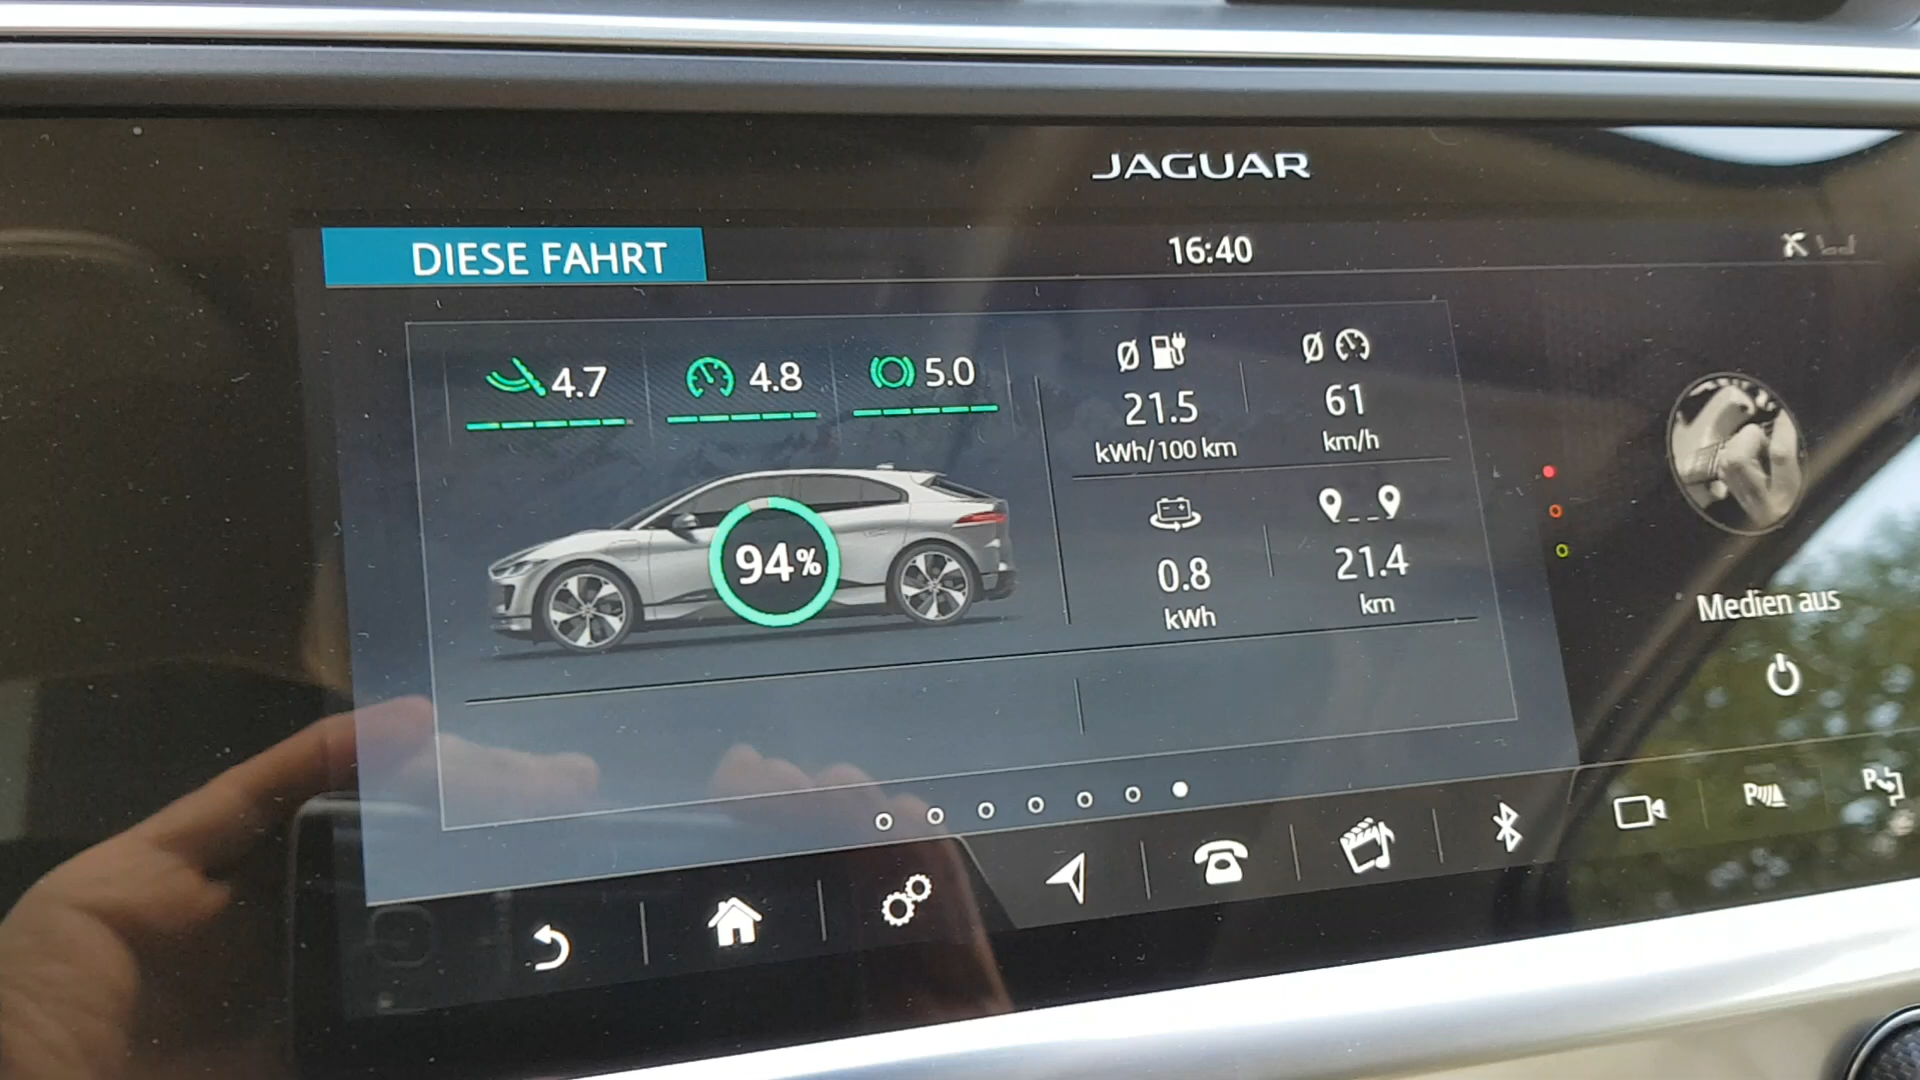 JAGUAR
DIESE FAHRT
16:40
4.7
4.8
5.0
21.5
kWh/100 km
61
km/h
94%
0.8
kWh
21.4
km
Medien aus
P
P